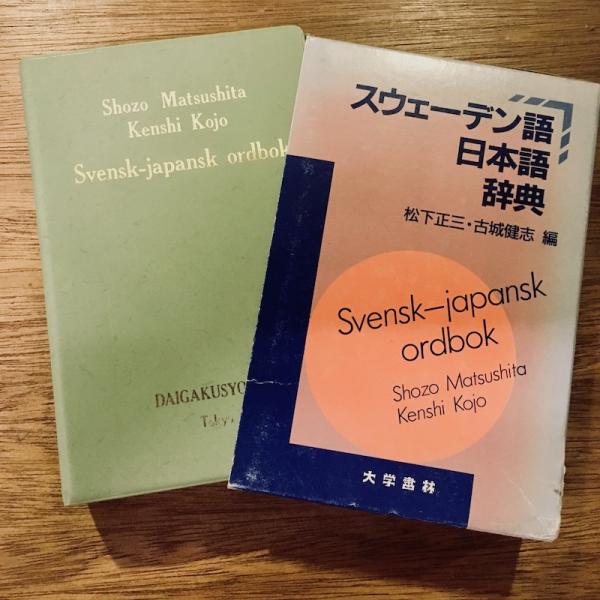 Shozo Matsushita
Kenshi Kojo
Svensk-japansk ordbok
DAIGAKUSYO
Tokyo
スウェーデン語
日本語
辞典
松下正三・古城健志 編
Svensk-japansk
ordbok
Shozo Matsushita
Kenshi Kojo
大学書林